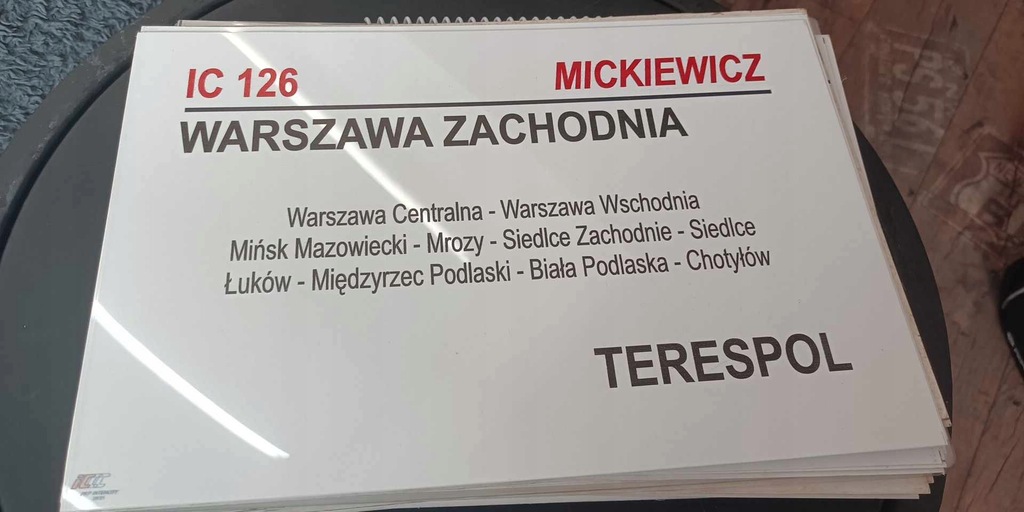 IC 126 MICKIEWICZ
WARSZAWA ZACHODNIA
Warszawa Centralna - Warszawa Wschodnia
Mińsk Mazowiecki - Mrozy - Siedlce Zachodnie - Siedlce
Łuków - Międzyrzec Podlaski - Biała Podlaska - Chotyłów
TERESPOL